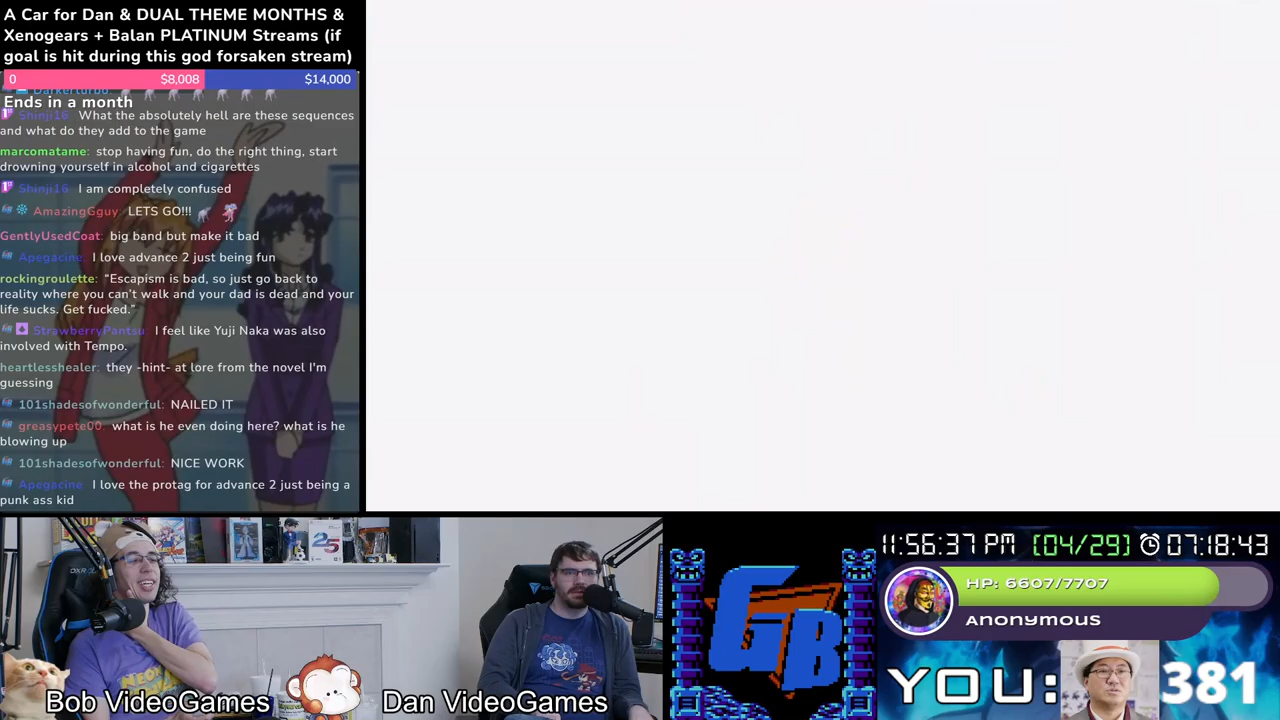 A Car for Dan & DUAL THEME MONTHS &
Xenogears + Balan PLATINUM Streams (if
goal is hit during this god forsaken stream)
0 $8,008 $14,000
Darkerturbo
Ends in a month
Shinji16 What the absolutely hell are these sequences
and what do they add to the game
marcomatame: stop having fun, do the right thing, start
drowning yourself in alcohol and cigarettes
Shinji16 I am completely confused
AmazingGguy: LETS GO!!!
GentlyUsedCoat: big band but make it bad
Apegacine: I love advance 2 just being fun
rockingroulette: “Escapism is bad, so just go back to
reality where you can’t walk and your dad is dead and your
life sucks. Get fucked.”
StrawberryPantsu I feel like Yuji Naka was also
involved with Tempo.
heartlesshealer: they -hint- at lore from the novel I'm
guessing
101shadesofwonderful: NAILED IT
greasypete00: what is he even doing here? what is he
blowing up
101shadesofwonderful: NICE WORK
Apegacine I love the protag for advance 2 just being a
punk ass kid
11:56:37 PM [04/29] 07:18:43
HP: 6607/7707
Anonymous
GB
YOU: 381
Bob VideoGames
Dan VideoGames